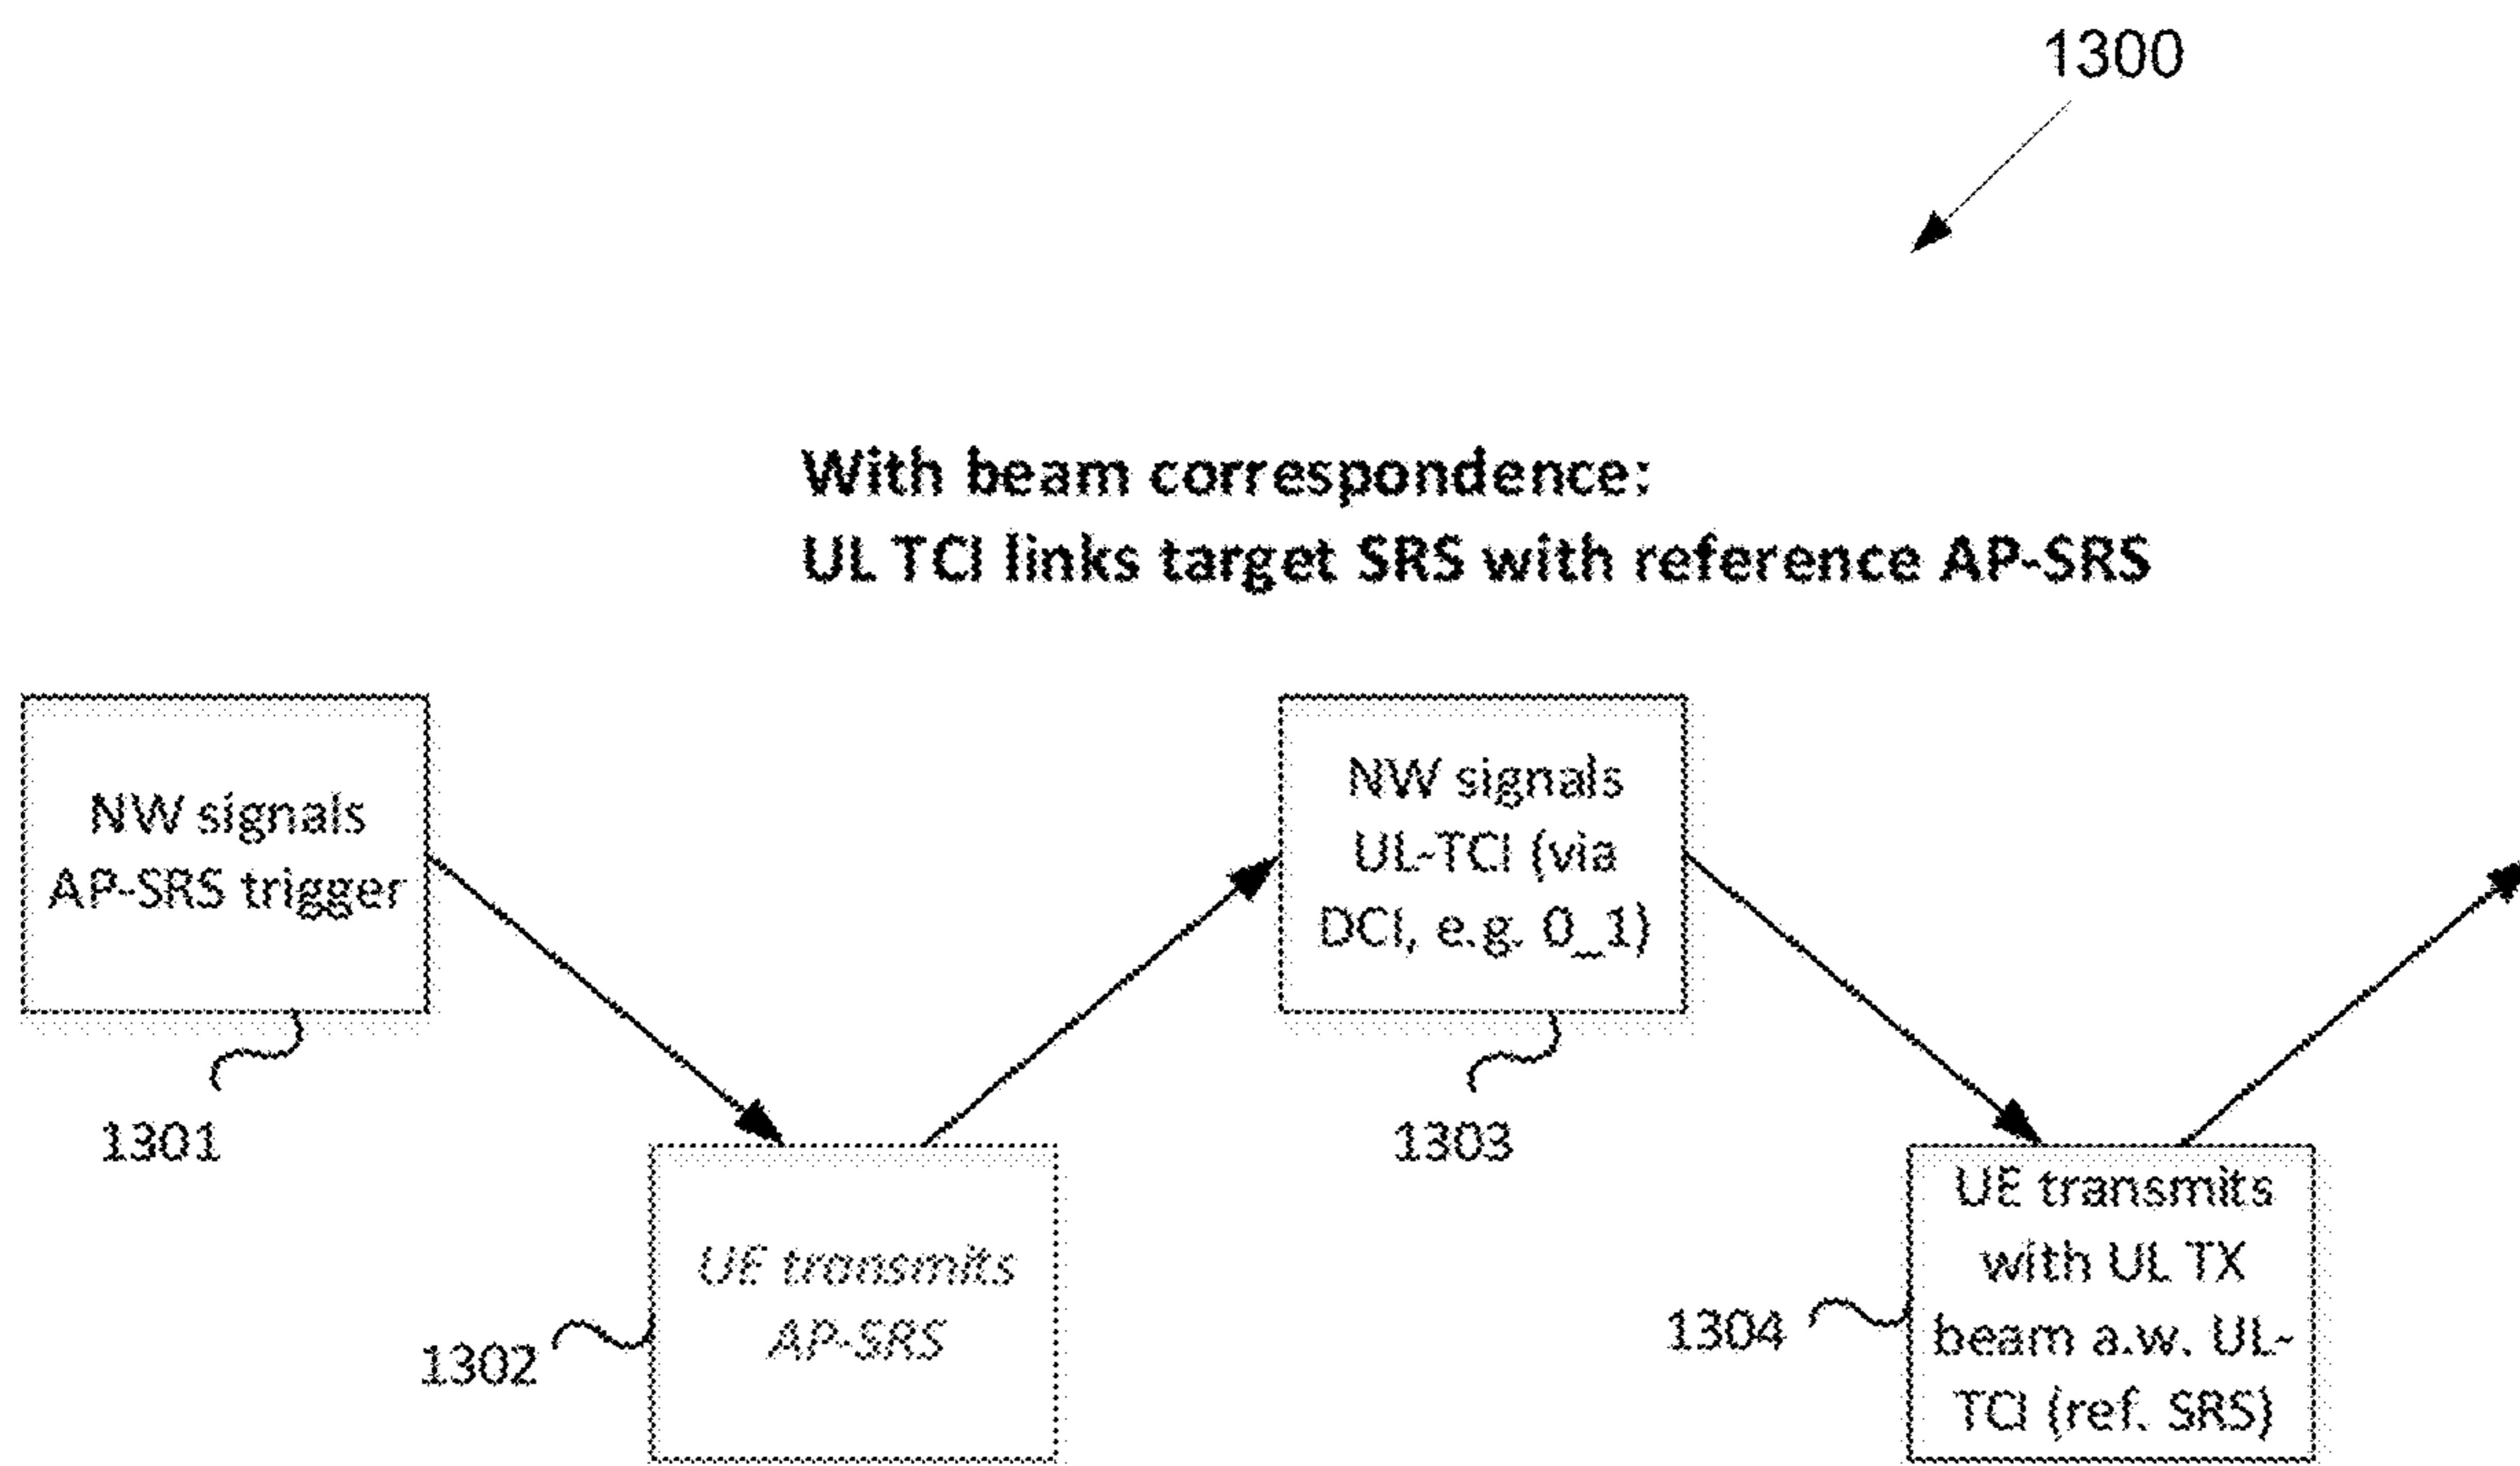 1300
With beam correspondence:
UL TCI links target SRS with reference AP-SRS
NW signals
AP-SRS trigger
1301
UE transmits
AP-SRS
1302
NW signals
UL-TCI (via
DCI, e.g. 0_1)
1303
UE transmits
with UL TX
beam a.w. UL-
TCI (ref. SRS)
1304